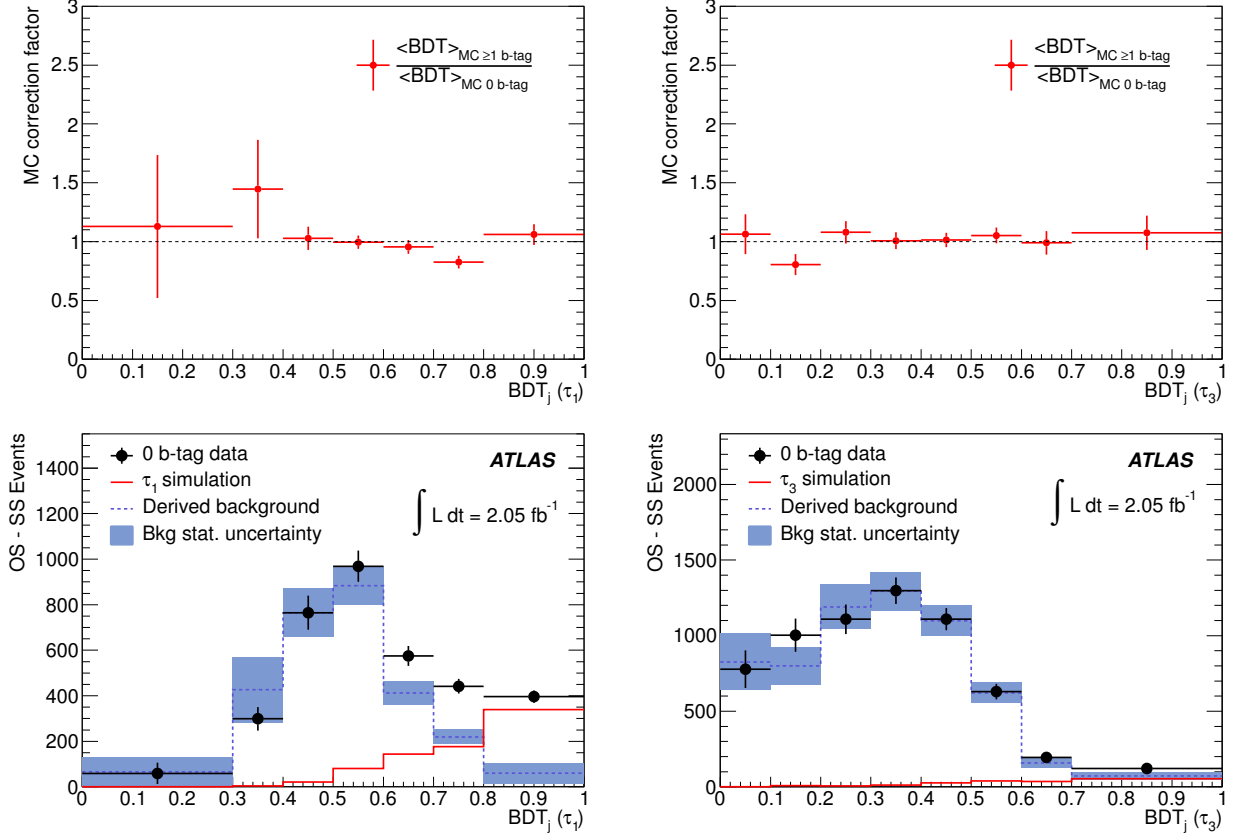 MC correction factor
3
2.5
2
1.5
1
0.5
0
<BDT>MC ≥1 b-tag
<BDT>MC 0 b-tag
0 0.1 0.2 0.3 0.4 0.5 0.6 0.7 0.8 0.9 1
BDTj (τ1)
MC correction factor
3
2.5
2
1.5
1
0.5
0
<BDT>MC ≥1 b-tag
<BDT>MC 0 b-tag
0 0.1 0.2 0.3 0.4 0.5 0.6 0.7 0.8 0.9 1
BDTj (τ3)
OS - SS Events
1400
1200
1000
800
600
400
200
0
0 b-tag data
τ1 simulation
Derived background
Bkg stat. uncertainty
ATLAS
∫ L dt = 2.05 fb-1
0 0.1 0.2 0.3 0.4 0.5 0.6 0.7 0.8 0.9 1
BDTj (τ1)
OS - SS Events
2000
1500
1000
500
0
0 b-tag data
τ3 simulation
Derived background
Bkg stat. uncertainty
ATLAS
∫ L dt = 2.05 fb-1
0 0.1 0.2 0.3 0.4 0.5 0.6 0.7 0.8 0.9 1
BDTj (τ3)